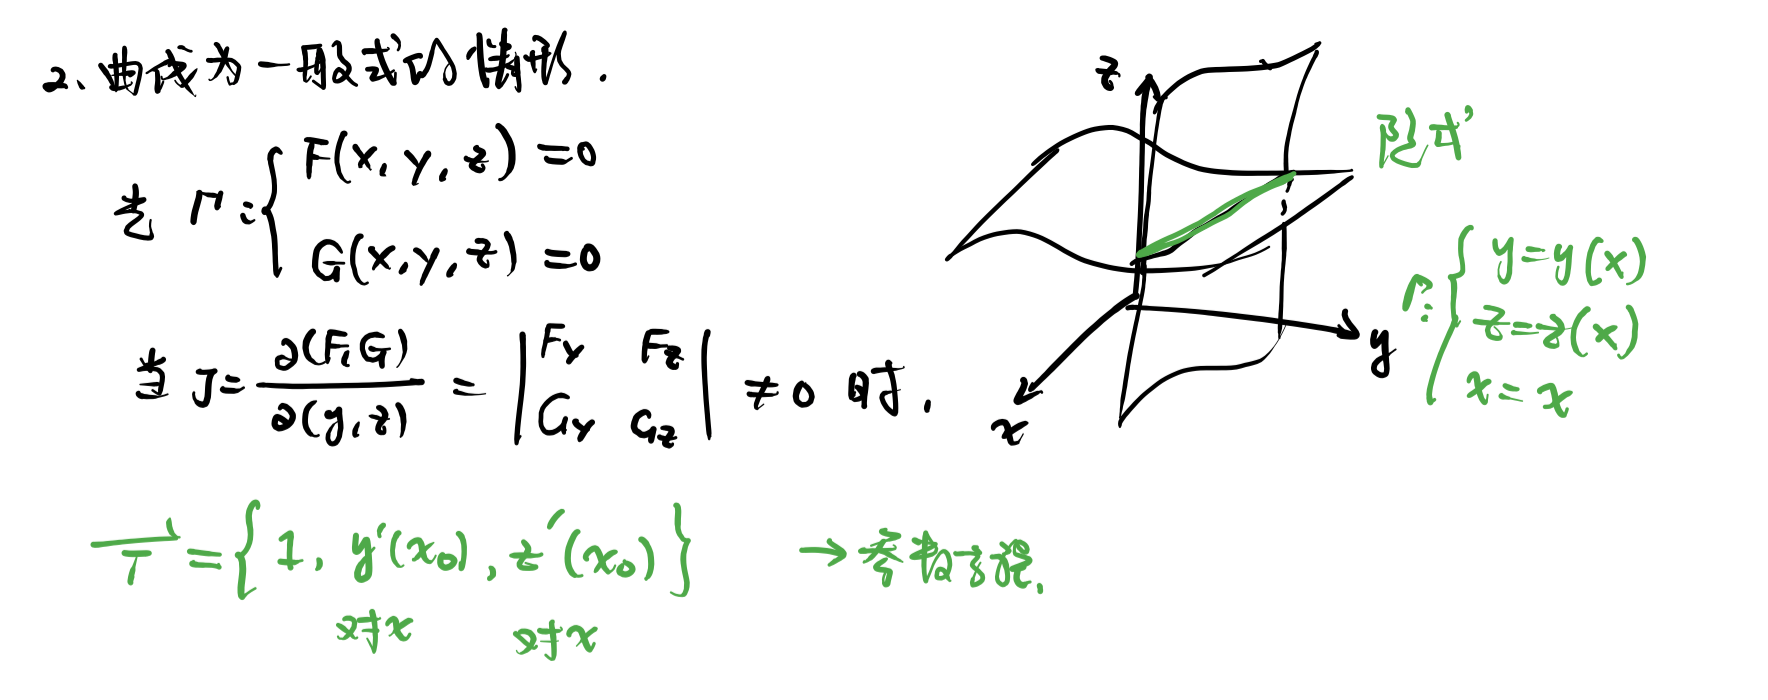 2、曲线为一般式的情形.
若 Γ: { F(x, y, z) = 0
G(x, y, z) = 0
当 J = ∂(F, G) / ∂(y, z) = | Fy Fz | ≠ 0 时,
| Gy Gz |
T = { 1, y'(x₀), z'(x₀) } → 参数方程.
对x 对x
z
y
x
隐式
Γ: { y = y(x)
z = z(x)
x = x